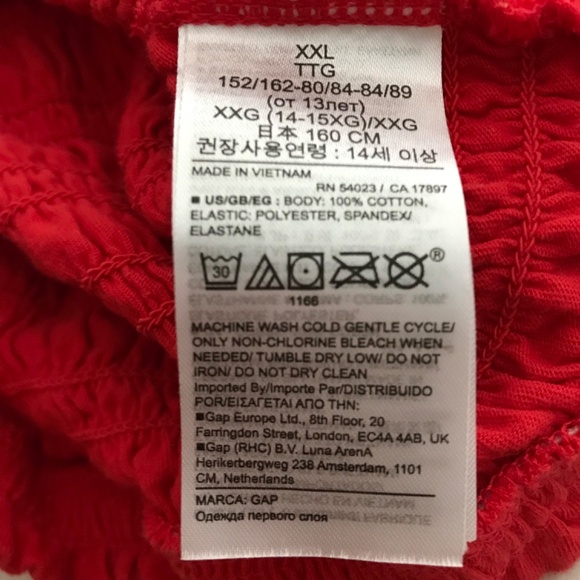 XXL
TTG
152/162-80/84-84/89
(от 13лет)
XXG (14-15XG)/XXG
日本 160 CM
권장사용연령 : 14세 이상
MADE IN VIETNAM
RN 54023 / CA 17897
■ US/GB/EG : BODY: 100% COTTON.
ELASTIC: POLYESTER, SPANDEX/
ELASTANE
30
®
1166
MACHINE WASH COLD GENTLE CYCLE/
ONLY NON-CHLORINE BLEACH WHEN
NEEDED/ TUMBLE DRY LOW/ DO NOT
IRON/ DO NOT DRY CLEAN
Imported By/Importe Par/DISTRIBUIDO
POR/ΕΙΣΑΓΕΤΑΙ ΑΠΟ ΤΗΝ:
■Gap Europe Ltd., 8th Floor, 20
Farringdon Street, London, EC4A 4AB, UK
■Gap (RHC) B.V. Luna ArenA
Herikerbergweg 238 Amsterdam, 1101
CM, Netherlands
MARCA: GAP
Одежда первого слоя